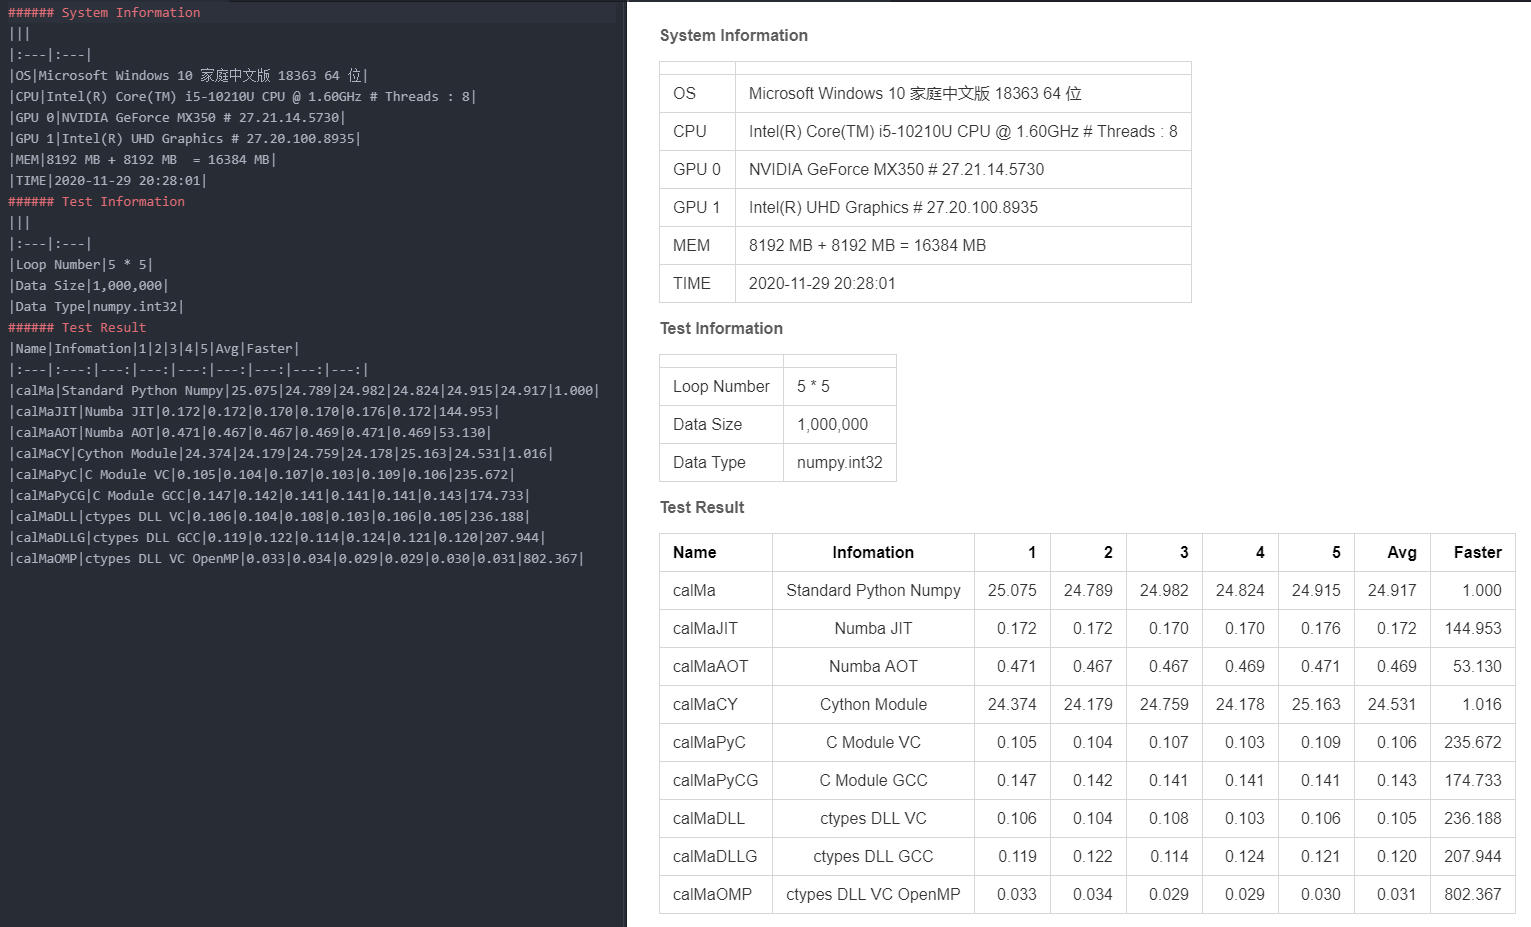 ###### System Information
|||
|:---|:---|
|OS|Microsoft Windows 10 家庭中文版 18363 64 位|
|CPU|Intel(R) Core(TM) i5-10210U CPU @ 1.60GHz # Threads : 8|
|GPU 0|NVIDIA GeForce MX350 # 27.21.14.5730|
|GPU 1|Intel(R) UHD Graphics # 27.20.100.8935|
|MEM|8192 MB + 8192 MB  = 16384 MB|
|TIME|2020-11-29 20:28:01|
###### Test Information
|||
|:---|:---|
|Loop Number|5 * 5|
|Data Size|1,000,000|
|Data Type|numpy.int32|
###### Test Result
|Name|Infomation|1|2|3|4|5|Avg|Faster|
|:---|:---:|---:|---:|---:|---:|---:|---:|---:|
|calMa|Standard Python Numpy|25.075|24.789|24.982|24.824|24.915|24.917|1.000|
|calMaJIT|Numba JIT|0.172|0.172|0.170|0.170|0.176|0.172|144.953|
|calMaAOT|Numba AOT|0.471|0.467|0.467|0.469|0.471|0.469|53.130|
|calMaCY|Cython Module|24.374|24.179|24.759|24.178|25.163|24.531|1.016|
|calMaPyC|C Module VC|0.105|0.104|0.107|0.103|0.109|0.106|235.672|
|calMaPyCG|C Module GCC|0.147|0.142|0.141|0.141|0.141|0.143|174.733|
|calMaDLL|ctypes DLL VC|0.106|0.104|0.108|0.103|0.106|0.105|236.188|
|calMaDLLG|ctypes DLL GCC|0.119|0.122|0.114|0.124|0.121|0.120|207.944|
|calMaOMP|ctypes DLL VC OpenMP|0.033|0.034|0.029|0.029|0.030|0.031|802.367|
System Information
OS Microsoft Windows 10 家庭中文版 18363 64 位
CPU Intel(R) Core(TM) i5-10210U CPU @ 1.60GHz # Threads : 8
GPU 0 NVIDIA GeForce MX350 # 27.21.14.5730
GPU 1 Intel(R) UHD Graphics # 27.20.100.8935
MEM 8192 MB + 8192 MB = 16384 MB
TIME 2020-11-29 20:28:01
Test Information
Loop Number 5 * 5
Data Size 1,000,000
Data Type numpy.int32
Test Result
Name Infomation 1 2 3 4 5 Avg Faster
calMa Standard Python Numpy 25.075 24.789 24.982 24.824 24.915 24.917 1.000
calMaJIT Numba JIT 0.172 0.172 0.170 0.170 0.176 0.172 144.953
calMaAOT Numba AOT 0.471 0.467 0.467 0.469 0.471 0.469 53.130
calMaCY Cython Module 24.374 24.179 24.759 24.178 25.163 24.531 1.016
calMaPyC C Module VC 0.105 0.104 0.107 0.103 0.109 0.106 235.672
calMaPyCG C Module GCC 0.147 0.142 0.141 0.141 0.141 0.143 174.733
calMaDLL ctypes DLL VC 0.106 0.104 0.108 0.103 0.106 0.105 236.188
calMaDLLG ctypes DLL GCC 0.119 0.122 0.114 0.124 0.121 0.120 207.944
calMaOMP ctypes DLL VC OpenMP 0.033 0.034 0.029 0.029 0.030 0.031 802.367